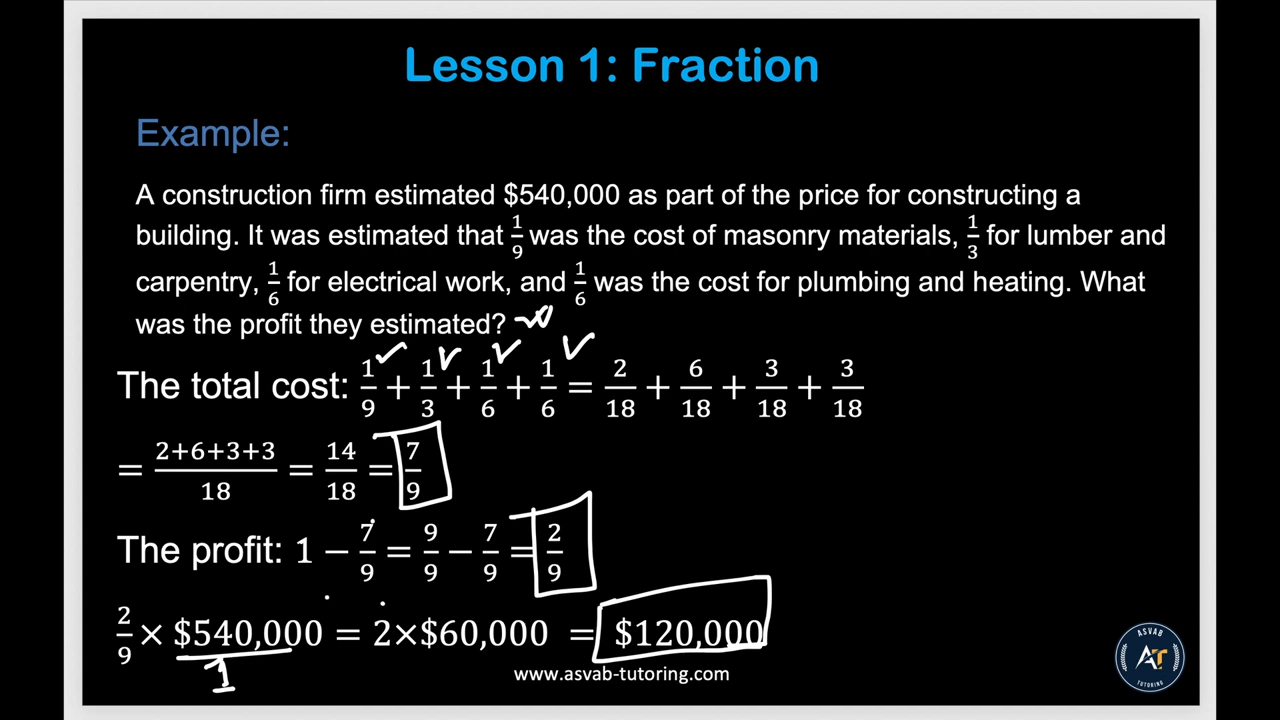 Lesson 1: Fraction
Example:
A construction firm estimated $540,000 as part of the price for constructing a
building. It was estimated that 1/9 was the cost of masonry materials, 1/3 for lumber and
carpentry, 1/6 for electrical work, and 1/6 was the cost for plumbing and heating. What
was the profit they estimated?
The total cost: 1/9 + 1/3 + 1/6 + 1/6 = 2/18 + 6/18 + 3/18 + 3/18
= 2+6+3+3/18 = 14/18 = 7/9
The profit: 1 − 7/9 = 9/9 − 7/9 = 2/9
2/9 × $540,000 = 2×$60,000 = $120,000
1
www.asvab-tutoring.com
ASVAB
AT
TUTORING